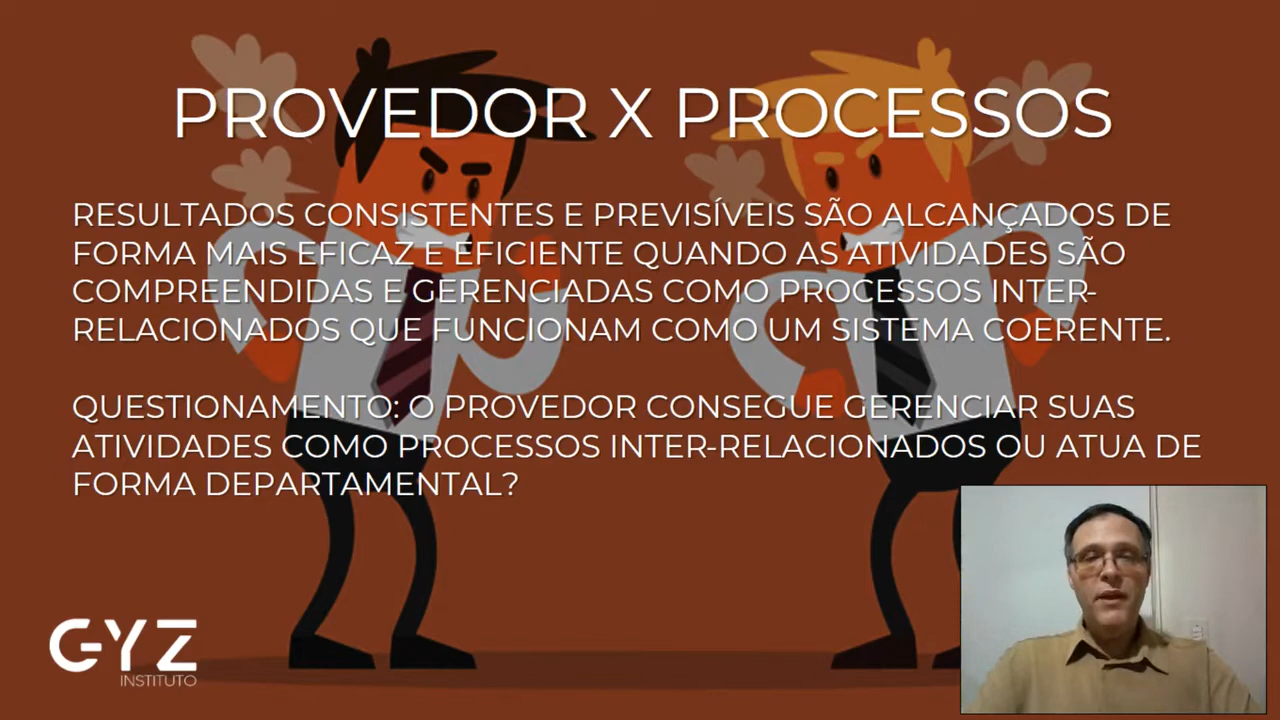 PROVEDOR X PROCESSOS
RESULTADOS CONSISTENTES E PREVISÍVEIS SÃO ALCANÇADOS DE
FORMA MAIS EFICAZ E EFICIENTE QUANDO AS ATIVIDADES SÃO
COMPREENDIDAS E GERENCIADAS COMO PROCESSOS INTER-
RELACIONADOS QUE FUNCIONAM COMO UM SISTEMA COERENTE.
QUESTIONAMENTO: O PROVEDOR CONSEGUE GERENCIAR SUAS
ATIVIDADES COMO PROCESSOS INTER-RELACIONADOS OU ATUA DE
FORMA DEPARTAMENTAL?
GYZ
INSTITUTO